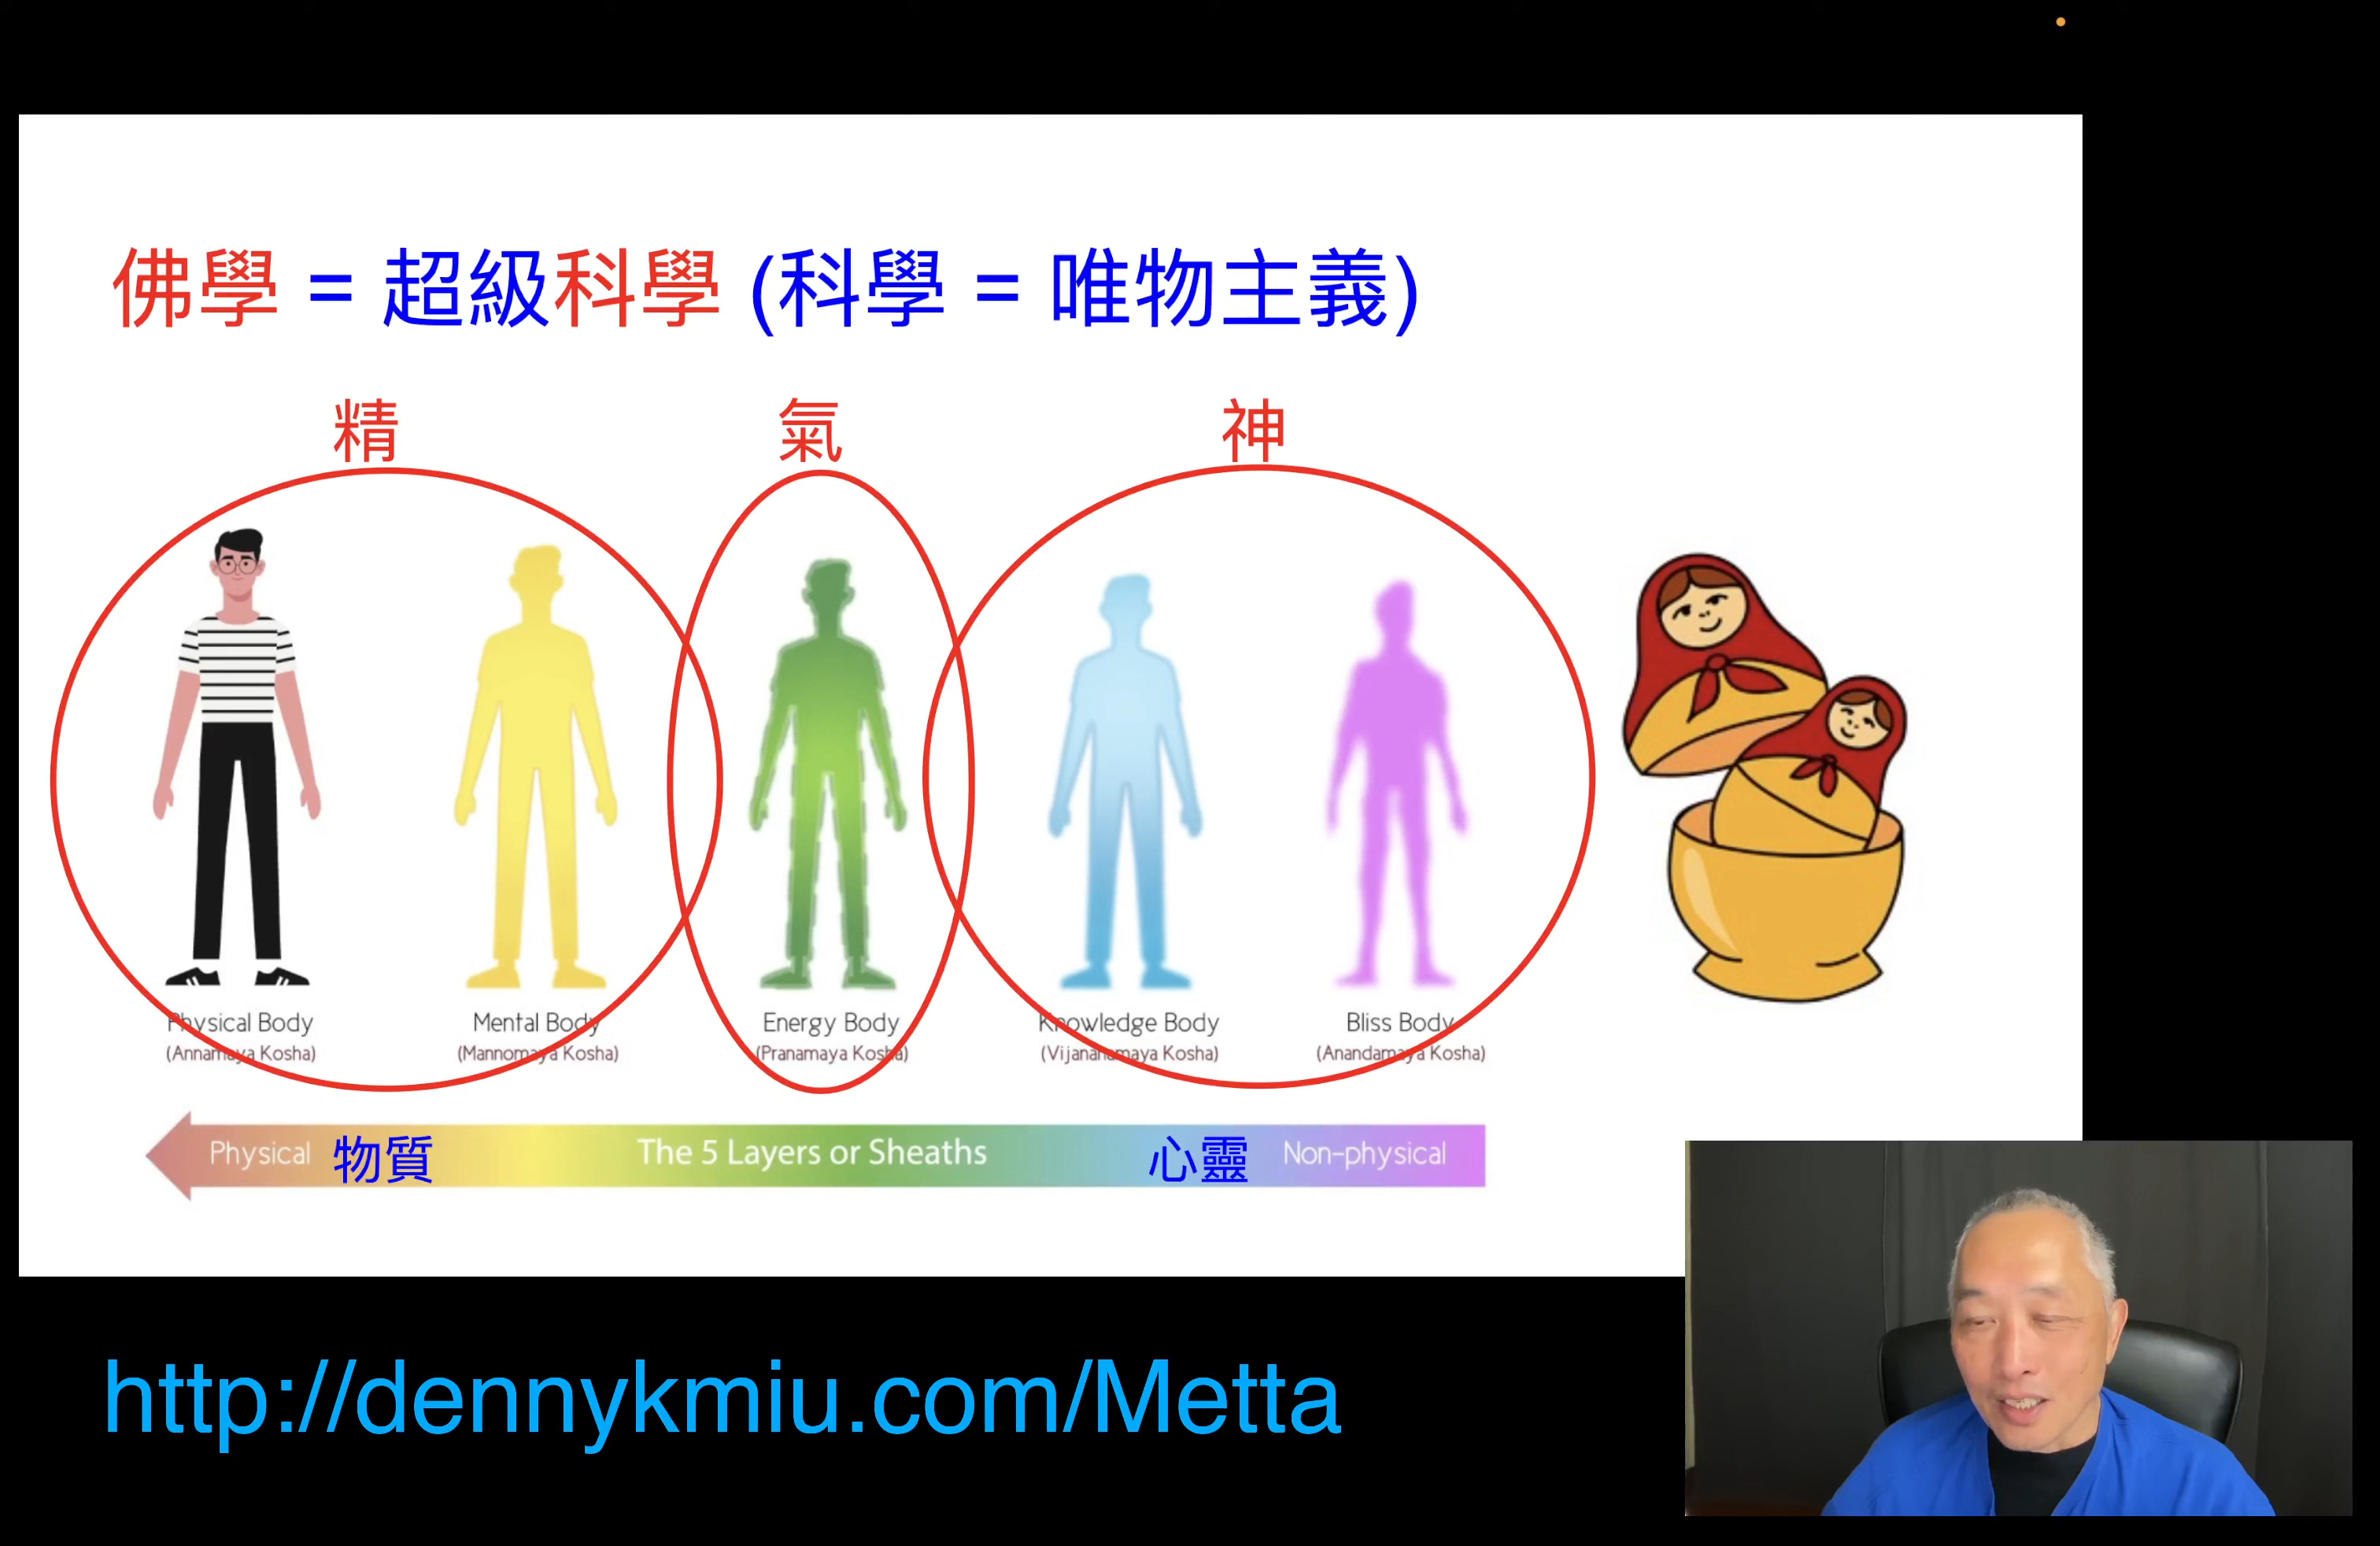 佛學 = 超級科學 (科學 = 唯物主義)
精 氣 神
Physical Body Mental Body Energy Body Knowledge Body Bliss Body
(Annamaya Kosha) (Mannomaya Kosha) (Pranamaya Kosha) (Vijananamaya Kosha) (Anandamaya Kosha)
Physical 物質 The 5 Layers or Sheaths 心靈 Non-physical
http://dennykmiu.com/Metta